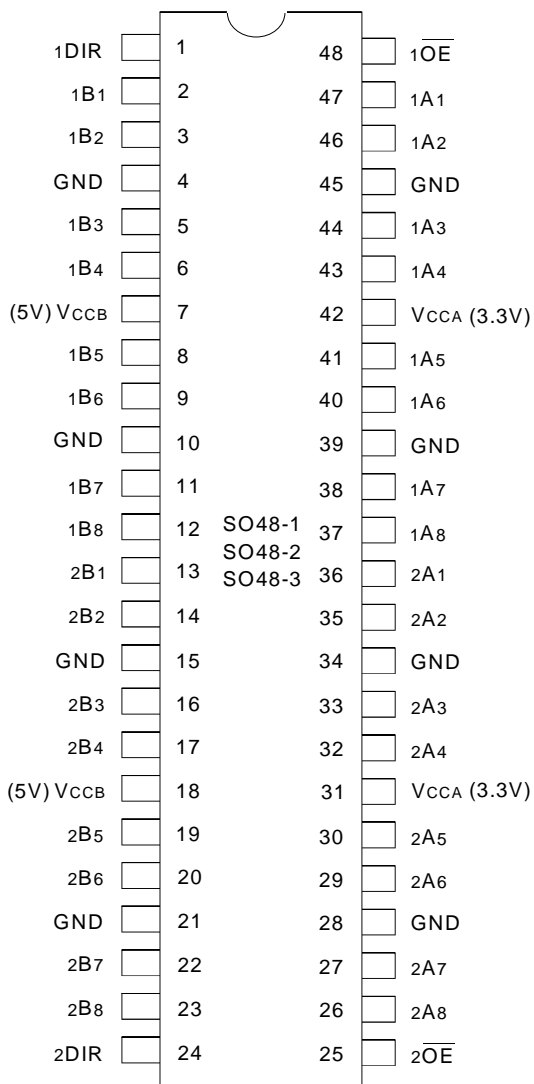 1DIR 1 48 1O̅E̅
1B1 2 47 1A1
1B2 3 46 1A2
GND 4 45 GND
1B3 5 44 1A3
1B4 6 43 1A4
(5V) VCCB 7 42 VCCA (3.3V)
1B5 8 41 1A5
1B6 9 40 1A6
GND 10 39 GND
1B7 11 38 1A7
1B8 12 SO48-1 37 1A8
SO48-2
2B1 13 SO48-3 36 2A1
2B2 14 35 2A2
GND 15 34 GND
2B3 16 33 2A3
2B4 17 32 2A4
(5V) VCCB 18 31 VCCA (3.3V)
2B5 19 30 2A5
2B6 20 29 2A6
GND 21 28 GND
2B7 22 27 2A7
2B8 23 26 2A8
2DIR 24 25 2O̅E̅